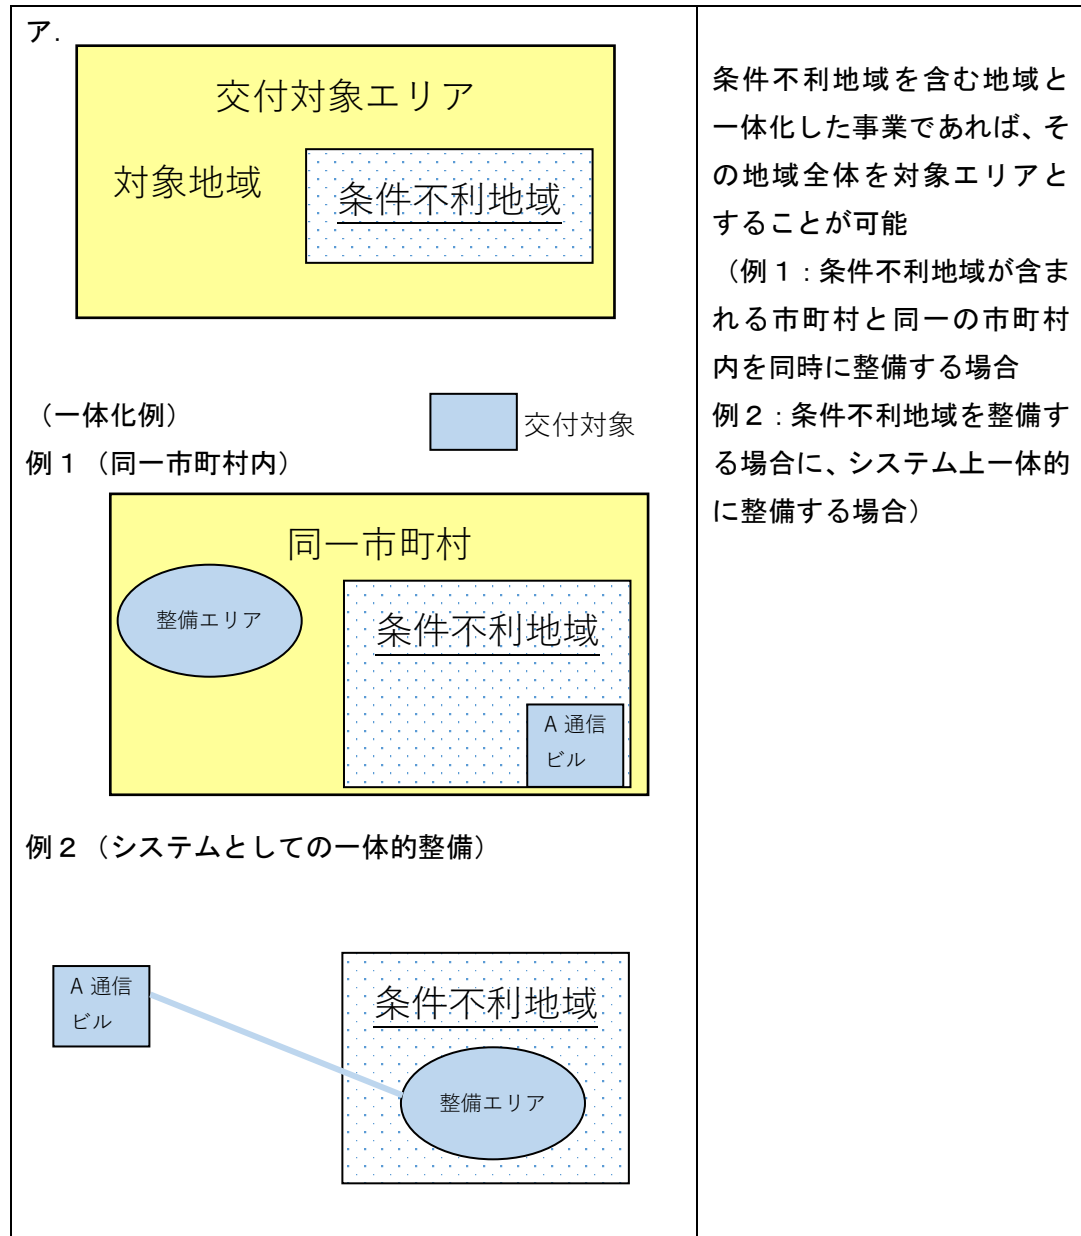 ア.
交付対象エリア
対象地域
条件不利地域
（一体化例）
交付対象
例１（同一市町村内）
同一市町村
整備エリア
条件不利地域
A 通信
ビル
例２（システムとしての一体的整備）
A 通信
ビル
条件不利地域
整備エリア
条件不利地域を含む地域と
一体化した事業であれば、そ
の地域全体を対象エリアと
することが可能
（例１：条件不利地域が含ま
れる市町村と同一の市町村
内を同時に整備する場合
例２：条件不利地域を整備す
る場合に、システム上一体的
に整備する場合）